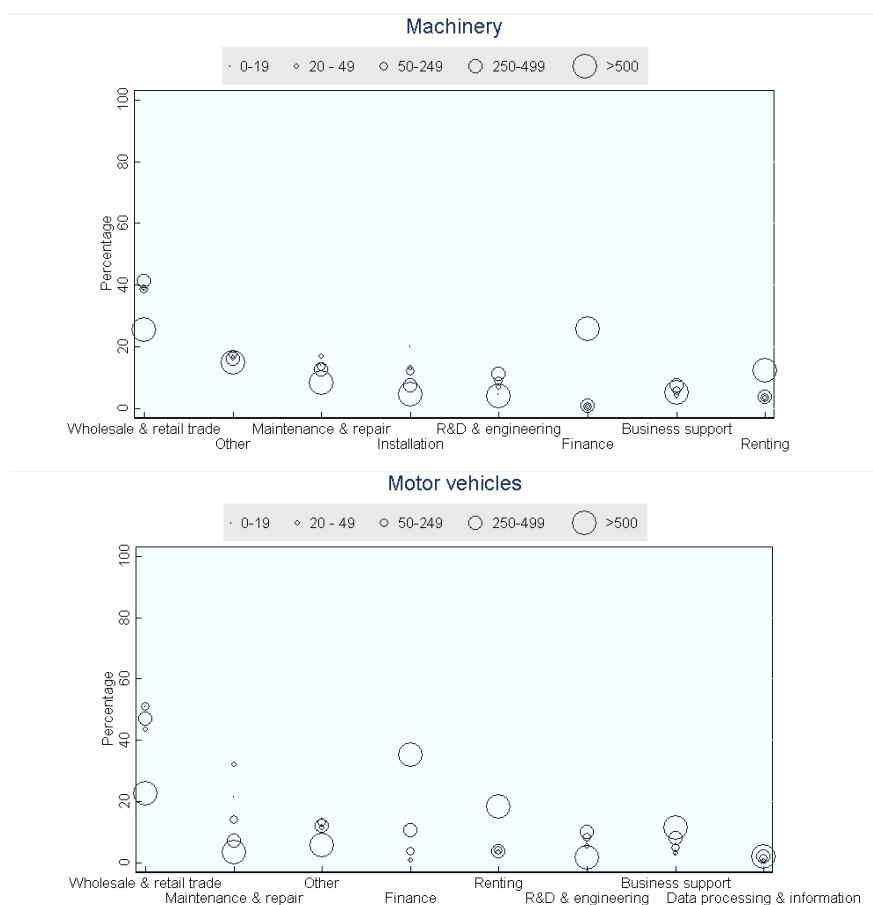 Machinery
0-19 20 - 49 50-249 250-499 >500
Percentage
100
80
60
40
20
0
Wholesale & retail trade Maintenance & repair R&D & engineering Business support
Other Installation Finance Renting
Motor vehicles
0-19 20 - 49 50-249 250-499 >500
Percentage
100
80
60
40
20
0
Wholesale & retail trade Other Renting Business support
Maintenance & repair Finance R&D & engineering Data processing & information